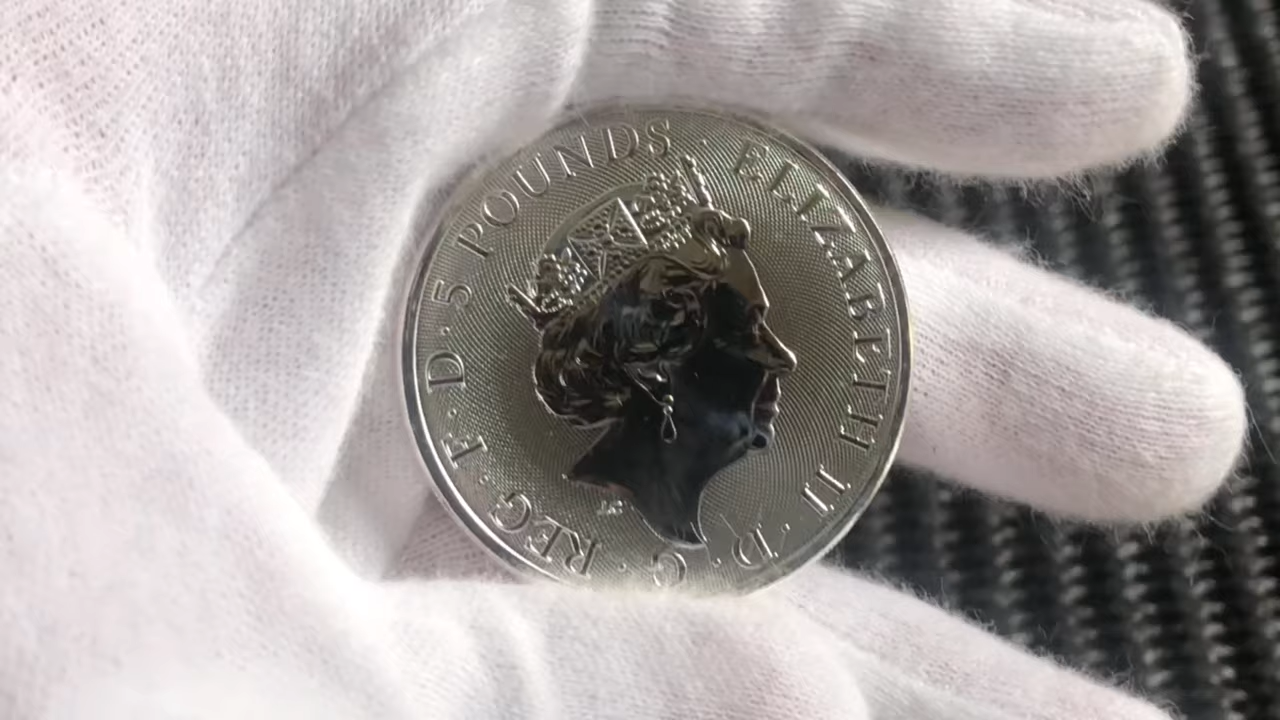 ELIZABETH II · D · G · REG · F · D · 5 POUNDS ·